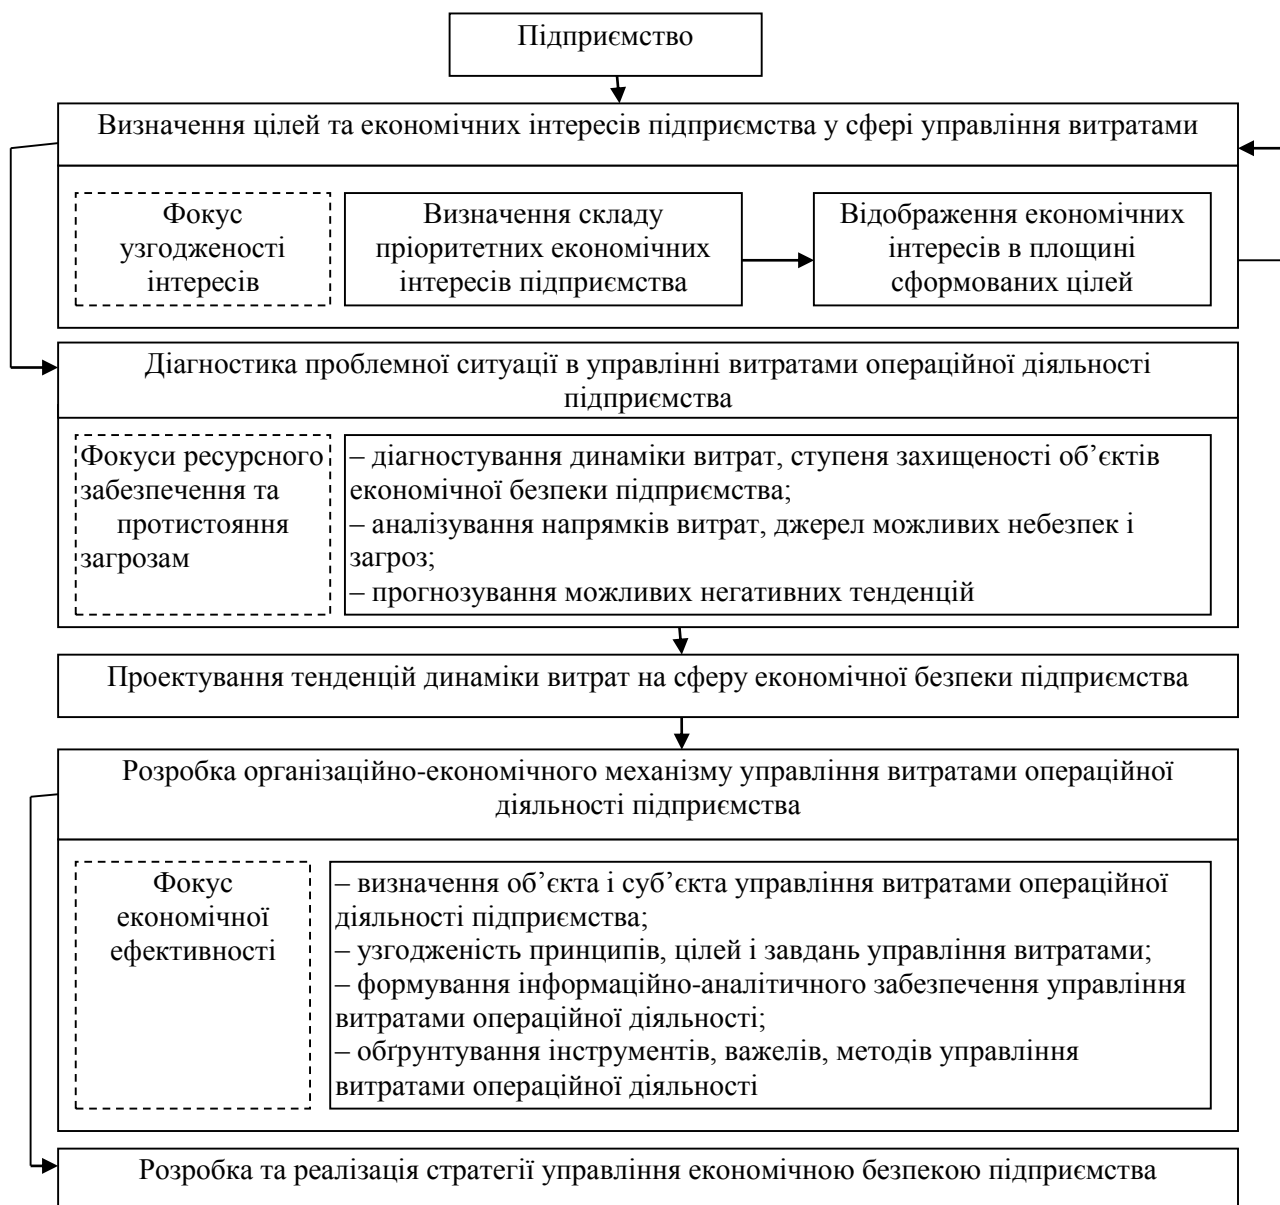 Підприємство
Визначення цілей та економічних інтересів підприємства у сфері управління витратами
Фокус
узгодженості
інтересів
Визначення складу
пріоритетних економічних
інтересів підприємства
Відображення економічних
інтересів в площині
сформованих цілей
Діагностика проблемної ситуації в управлінні витратами операційної діяльності
підприємства
Фокуси ресурсного
забезпечення та
протистояння
загрозам
– діагностування динаміки витрат, ступеня захищеності об’єктів
економічної безпеки підприємства;
– аналізування напрямків витрат, джерел можливих небезпек і
загроз;
– прогнозування можливих негативних тенденцій
Проектування тенденцій динаміки витрат на сферу економічної безпеки підприємства
Розробка організаційно-економічного механізму управління витратами операційної
діяльності підприємства
Фокус
економічної
ефективності
– визначення об’єкта і суб’єкта управління витратами операційної
діяльності підприємства;
– узгодженість принципів, цілей і завдань управління витратами;
– формування інформаційно-аналітичного забезпечення управління
витратами операційної діяльності;
– обґрунтування інструментів, важелів, методів управління
витратами операційної діяльності
Розробка та реалізація стратегії управління економічною безпекою підприємства